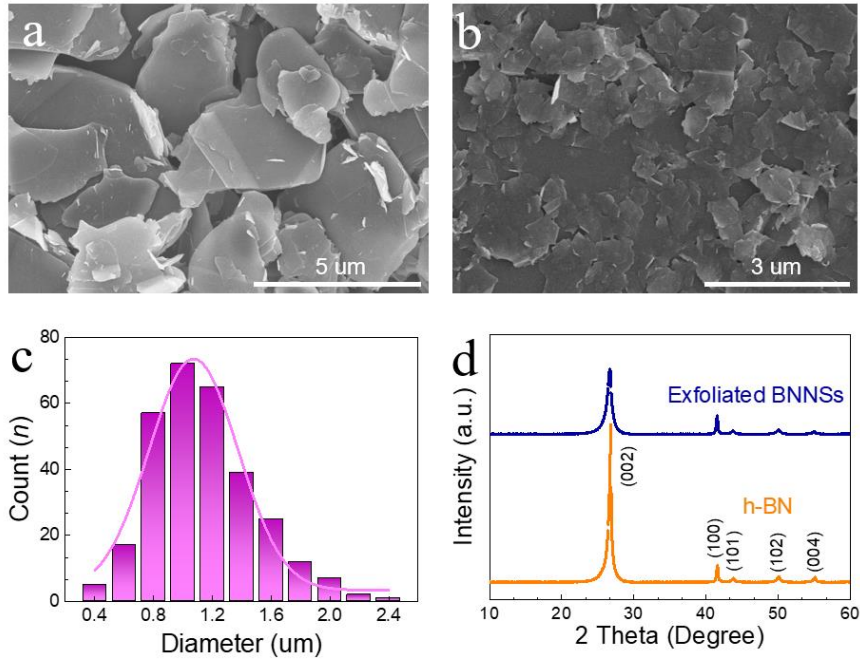 a
5 um
b
3 um
c
Count (n)
80
60
40
20
0
0.4 0.8 1.2 1.6 2.0 2.4
Diameter (um)
d
Intensity (a.u.)
Exfoliated BNNSs
(002)
h-BN
(100)
(101)
(102)
(004)
10 20 30 40 50 60
2 Theta (Degree)